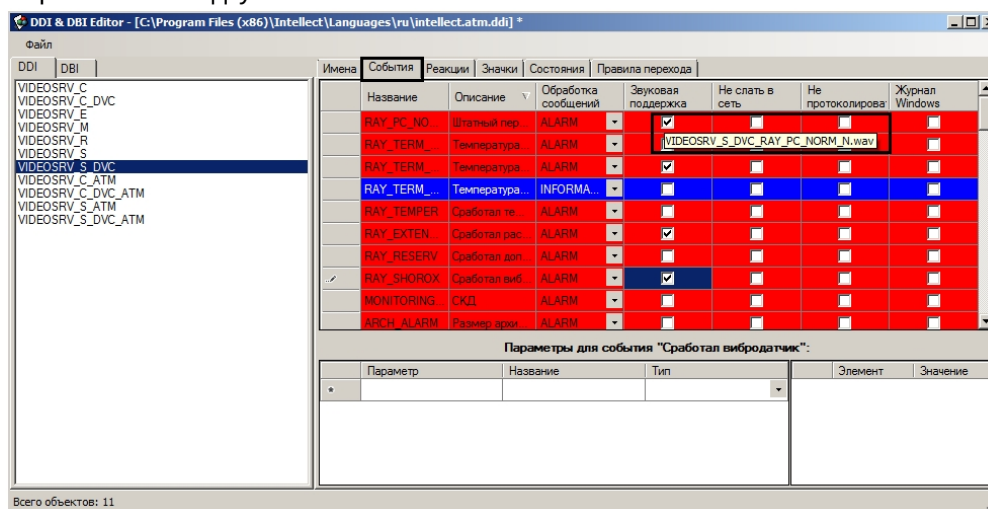 DDI & DBI Editor - [C:\Program Files (x86)\Intellect\Languages\ru\intellect.atm.ddi] *
Файл
DDI DBI
Имена События Реакции Значки Состояния Правила перехода
VIDEOSRV_C
VIDEOSRV_C_DVC
VIDEOSRV_E
VIDEOSRV_M
VIDEOSRV_R
VIDEOSRV_S
VIDEOSRV_S_DVC
VIDEOSRV_C_ATM
VIDEOSRV_C_DVC_ATM
VIDEOSRV_S_ATM
VIDEOSRV_S_DVC_ATM
Название Описание Обработка сообщений Звуковая поддержка Не слать в сеть Не протоколирова Журнал Windows
RAY_PC_NO... Штатный пер... ALARM
VIDEOSRV_S_DVC_RAY_PC_NORM_N.wav
RAY_TERM_... Температура... ALARM
RAY_TERM_... Температура... ALARM
RAY_TERM_... Температура... INFORMA...
RAY_TEMPER Сработал те... ALARM
RAY_EXTEN... Сработал рас... ALARM
RAY_RESERV Сработал доп... ALARM
RAY_SHOROX Сработал виб... ALARM
MONITORING... СКД ALARM
ARCH_ALARM Размер архи... ALARM
Параметры для события "Сработал вибродатчик":
Параметр Название Тип
Элемент Значение
*
Всего объектов: 11